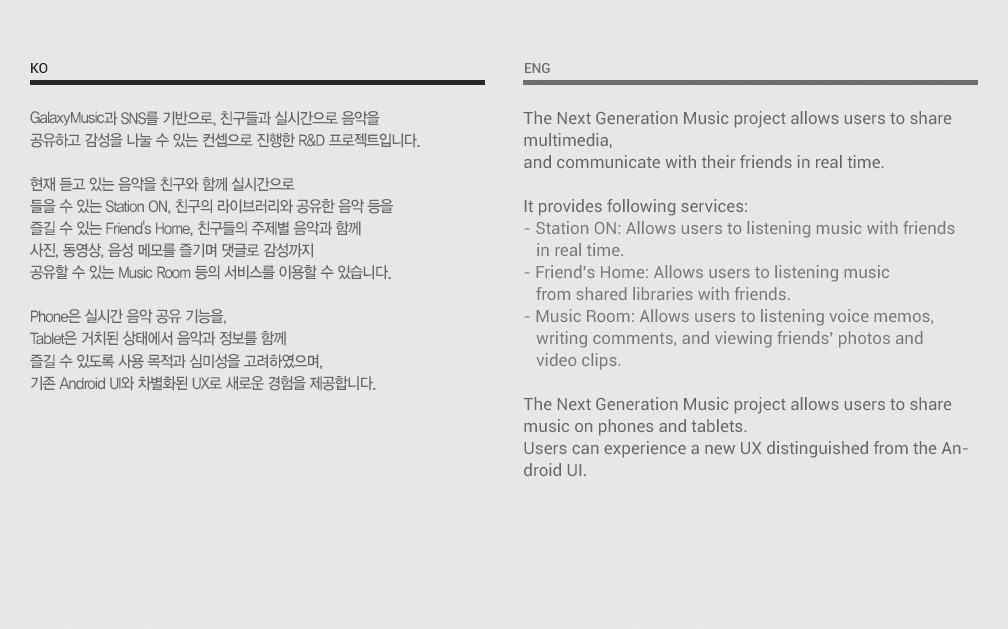 KO
GalaxyMusic과 SNS를 기반으로, 친구들과 실시간으로 음악을
공유하고 감성을 나눌 수 있는 컨셉으로 진행한 R&D 프로젝트입니다.
현재 듣고 있는 음악을 친구와 함께 실시간으로
들을 수 있는 Station ON, 친구의 라이브러리와 공유한 음악 등을
즐길 수 있는 Friend's Home, 친구들의 주제별 음악과 함께
사진, 동영상, 음성 메모를 즐기며 댓글로 감성까지
공유할 수 있는 Music Room 등의 서비스를 이용할 수 있습니다.
Phone은 실시간 음악 공유 기능을,
Tablet은 거치된 상태에서 음악과 정보를 함께
즐길 수 있도록 사용 목적과 심미성을 고려하였으며,
기존 Android UI와 차별화된 UX로 새로운 경험을 제공합니다.
ENG
The Next Generation Music project allows users to share
multimedia,
and communicate with their friends in real time.
It provides following services:
- Station ON: Allows users to listening music with friends
in real time.
- Friend's Home: Allows users to listening music
from shared libraries with friends.
- Music Room: Allows users to listening voice memos,
writing comments, and viewing friends' photos and
video clips.
The Next Generation Music project allows users to share
music on phones and tablets.
Users can experience a new UX distinguished from the An-
droid UI.